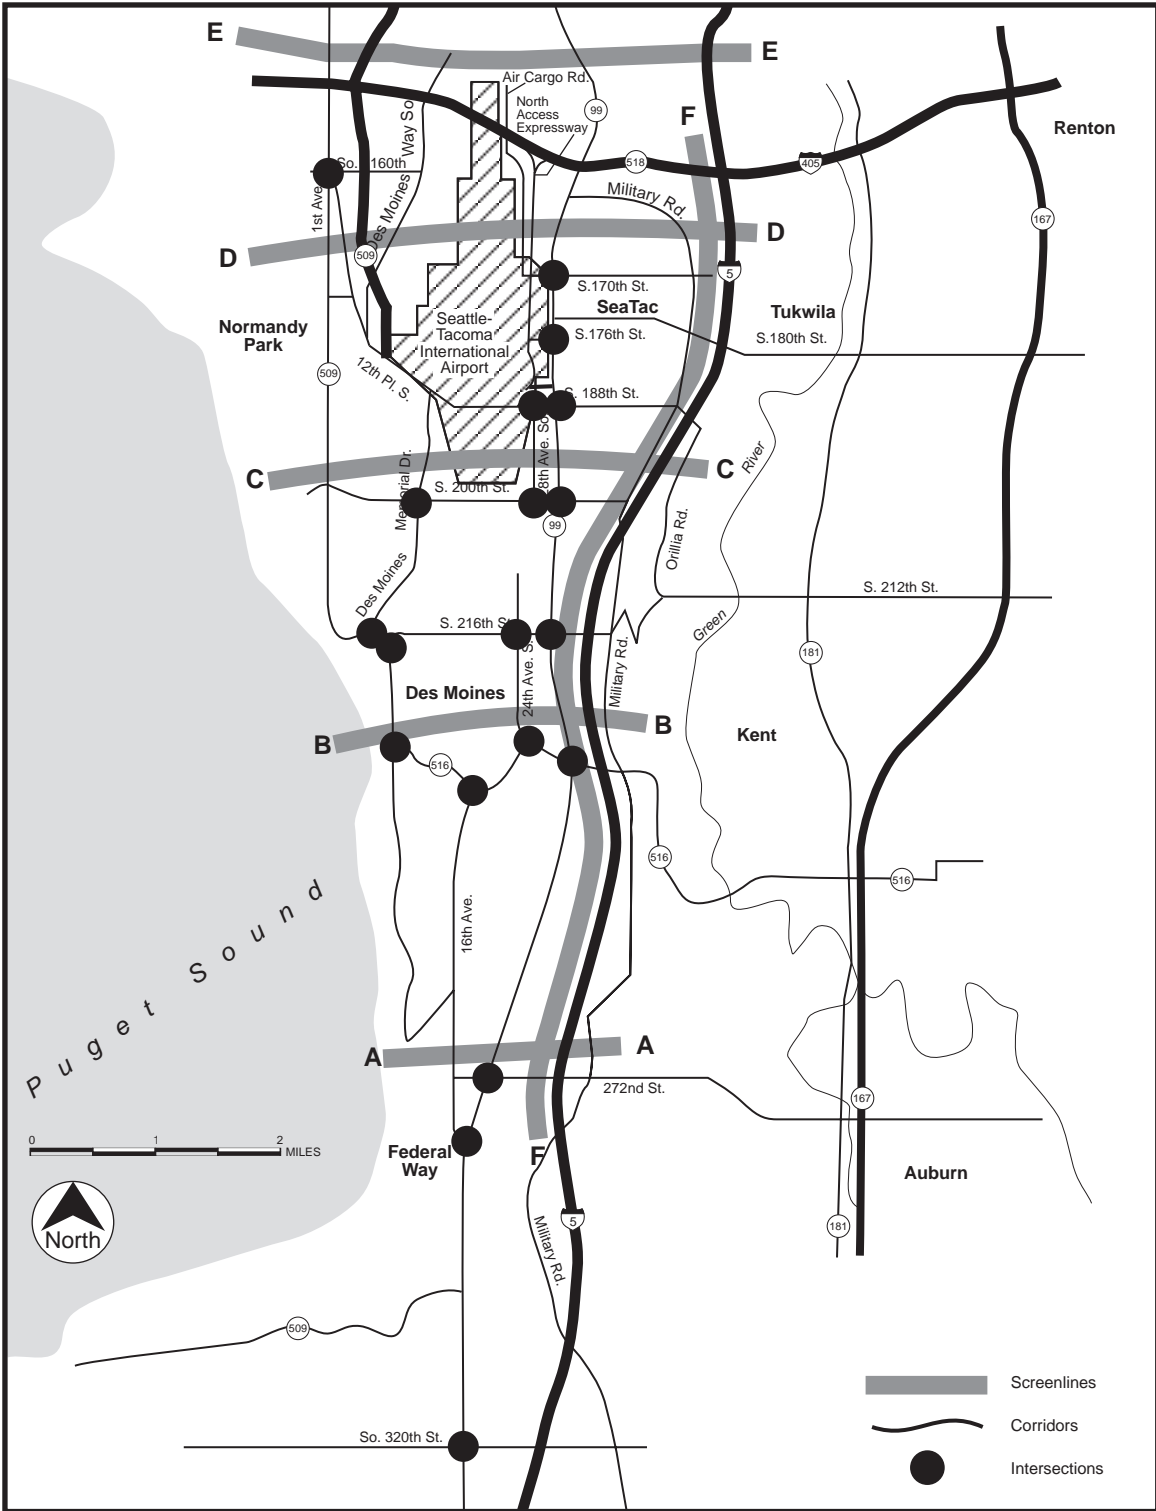 E
E
Air Cargo Rd.
North
Access
Expressway
99
F
Way So.
So. 160th
518
405
Renton
1st Ave.
Des Moines
Military Rd.
167
D
D
509
5
S.170th St.
SeaTac
Tukwila
Normandy
Park
Seattle-
Tacoma
International
Airport
S.176th St.
S.180th St.
509
12th Pl. S.
S. 188th St.
8th Ave. So.
C
C
River
Memorial Dr.
S. 200th St.
99
Orillia Rd.
Des Moines
S. 212th St.
S. 216th St
Green
24th Ave. S.
Military Rd.
181
Des Moines
B
B
Kent
516
516
516
Puget Sound
16th Ave.
A
A
272nd St.
167
0 1 2
MILES
Federal
Way
F
Auburn
North
5
181
Military Rd.
509
Screenlines
Corridors
So. 320th St.
Intersections